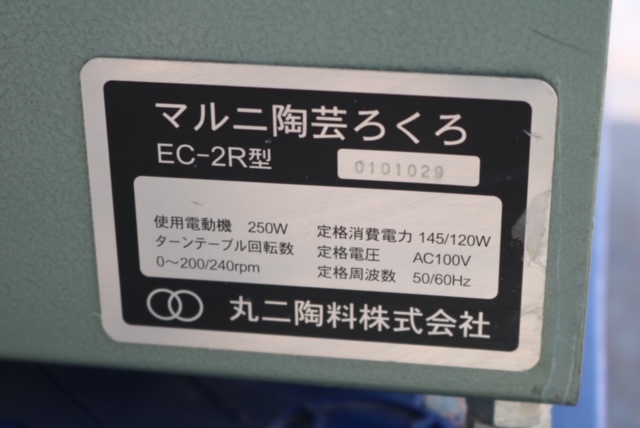 マルニ陶芸ろくろ
EC-2R型
0101029
使用電動機 250W
ターンテーブル回転数
0〜200/240rpm
定格消費電力 145/120W
定格電圧 AC100V
定格周波数 50/60Hz
丸二陶料株式会社